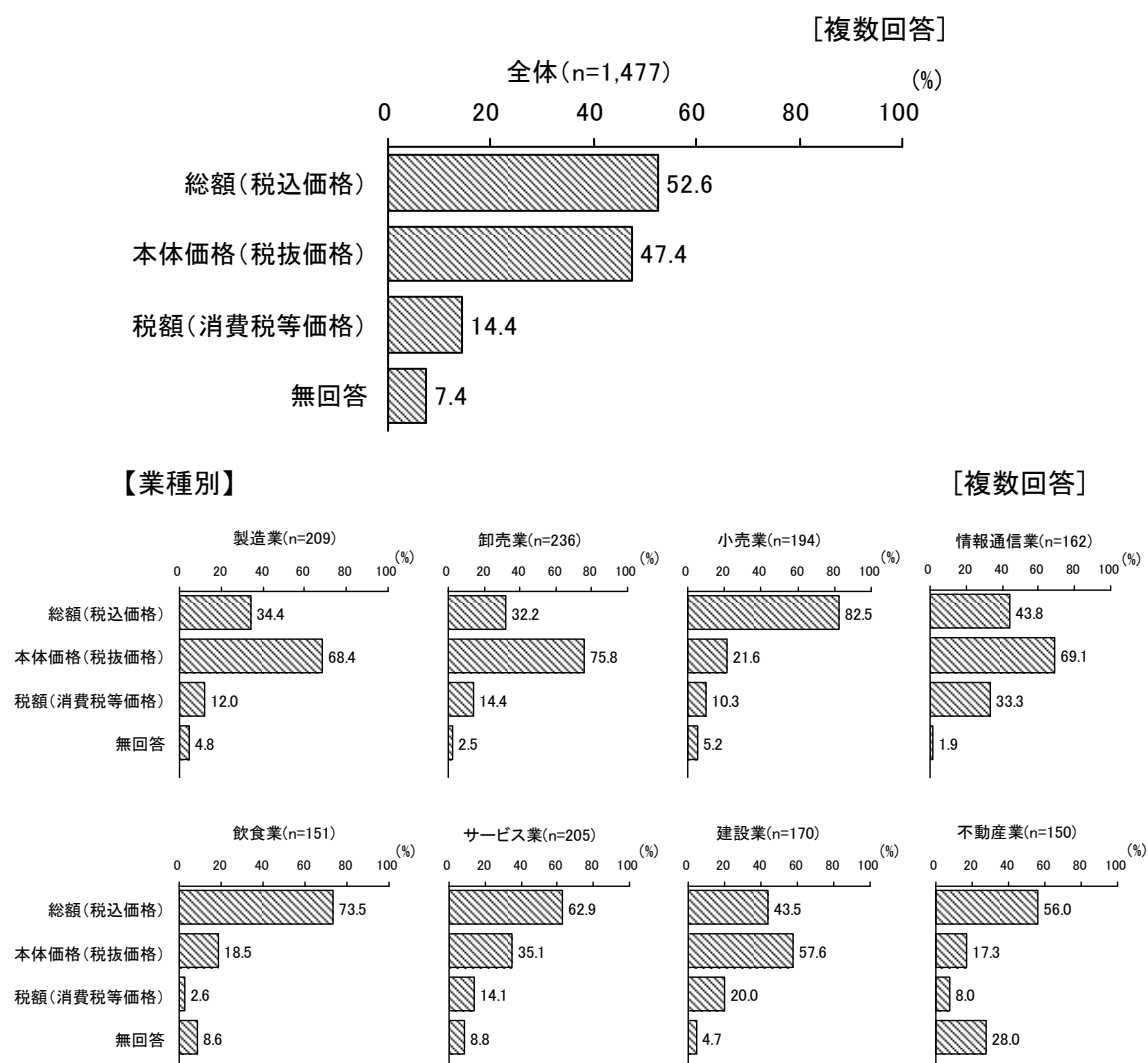 ［複数回答］
全体（n=1,477）
（%）
0 20 40 60 80 100
総額（税込価格） 52.6
本体価格（税抜価格） 47.4
税額（消費税等価格） 14.4
無回答 7.4
【業種別】 ［複数回答］
製造業(n=209) 卸売業(n=236) 小売業(n=194) 情報通信業(n=162)
(%) (%) (%) (%)
0 20 40 60 80 100 0 20 40 60 80 100 0 20 40 60 80 100 0 20 40 60 80 100
総額（税込価格） 34.4 32.2 82.5 43.8
本体価格（税抜価格） 68.4 75.8 21.6 69.1
税額（消費税等価格） 12.0 14.4 10.3 33.3
無回答 4.8 2.5 5.2 1.9
飲食業(n=151) サービス業(n=205) 建設業(n=170) 不動産業(n=150)
(%) (%) (%) (%)
0 20 40 60 80 100 0 20 40 60 80 100 0 20 40 60 80 100 0 20 40 60 80 100
総額（税込価格） 73.5 62.9 43.5 56.0
本体価格（税抜価格） 18.5 35.1 57.6 17.3
税額（消費税等価格） 2.6 14.1 20.0 8.0
無回答 8.6 8.8 4.7 28.0